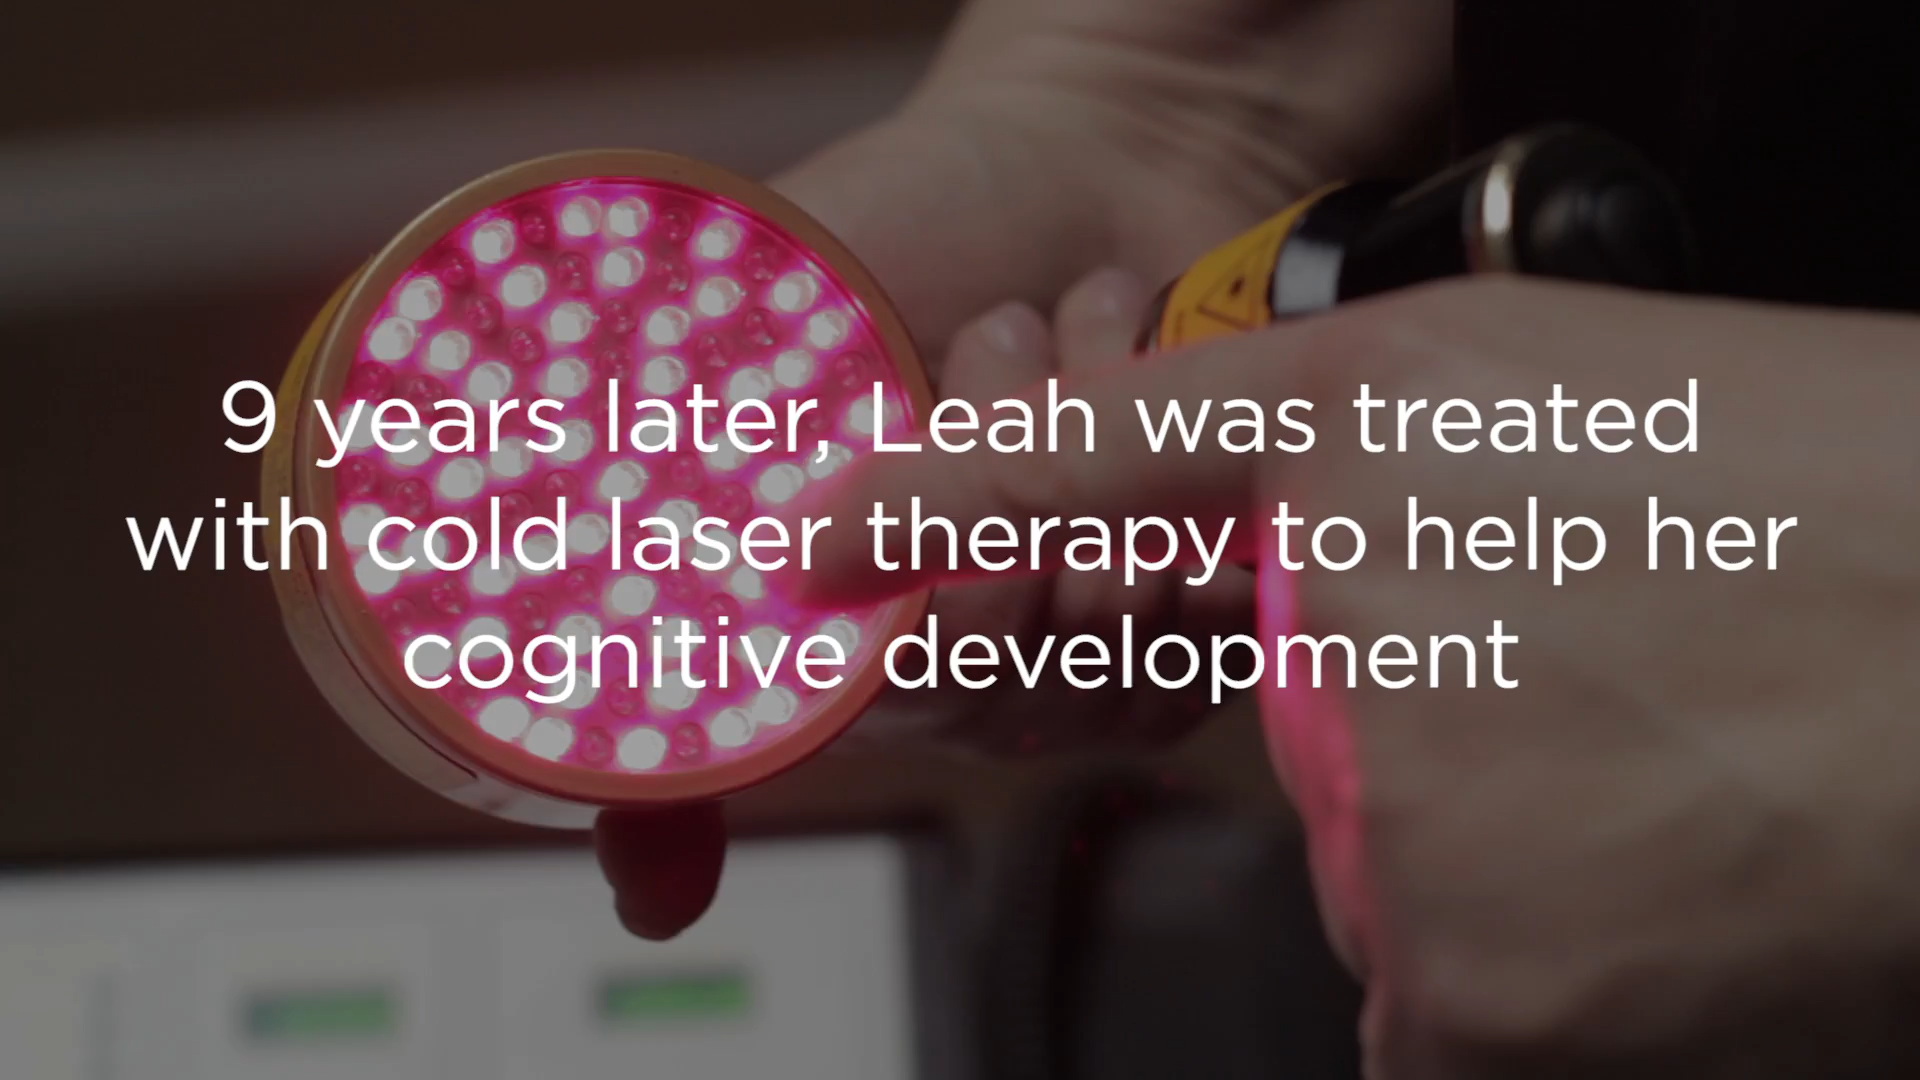 9 years later, Leah was treated
with cold laser therapy to help her
cognitive development